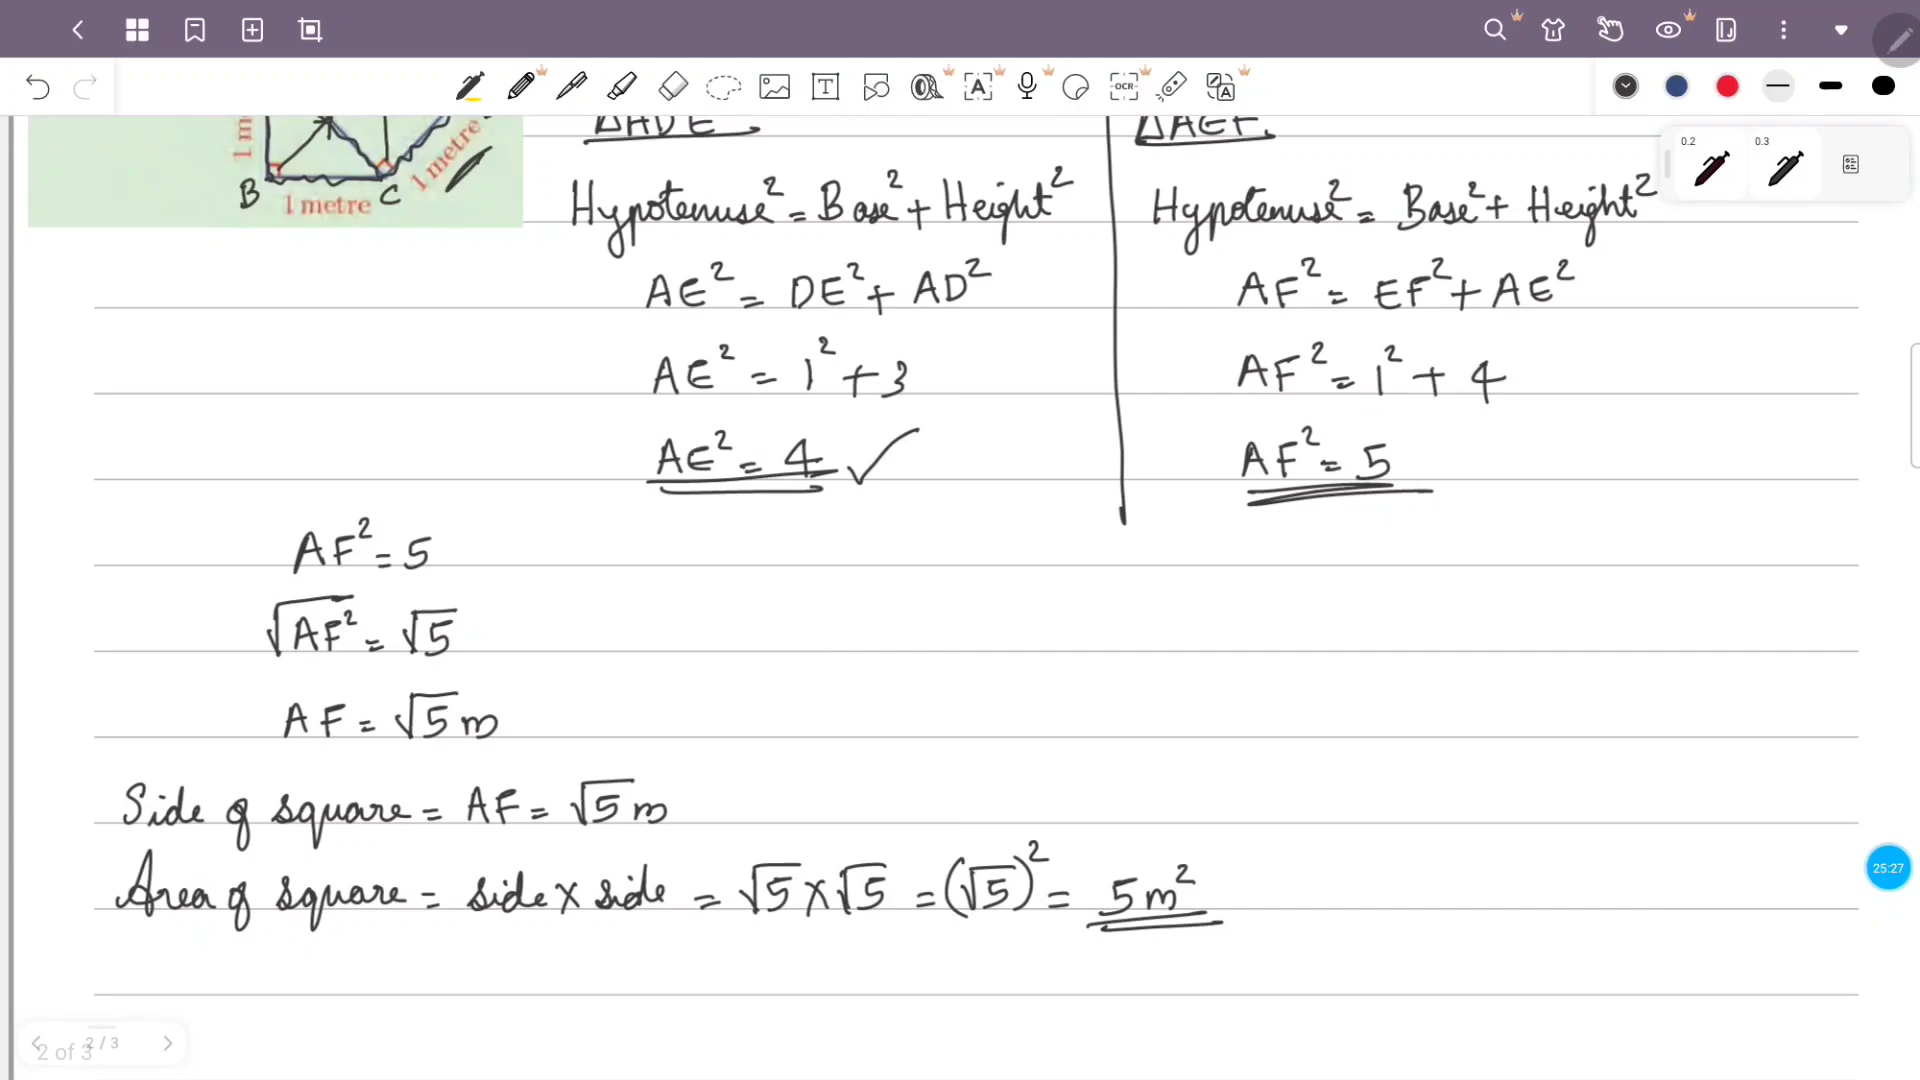 0.2 0.3
1 m
1 metre
B 1 metre C
ΔADE
Hypotenuse² = Base² + Height²
AE² = DE² + AD²
AE² = 1² + 3
AE² = 4 ✓
ΔAEF
Hypotenuse² = Base² + Height²
AF² = EF² + AE²
AF² = 1² + 4
AF² = 5
AF² = 5
√AF² = √5
AF = √5 m
Side of square = AF = √5 m
Area of square = side × side = √5 × √5 = (√5)² = 5 m²
25:27
2 / 3
2 of 3
OCR